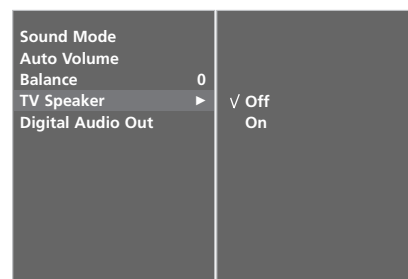 Sound Mode
Auto Volume
Balance 0
TV Speaker ►
Digital Audio Out
√ Off
On